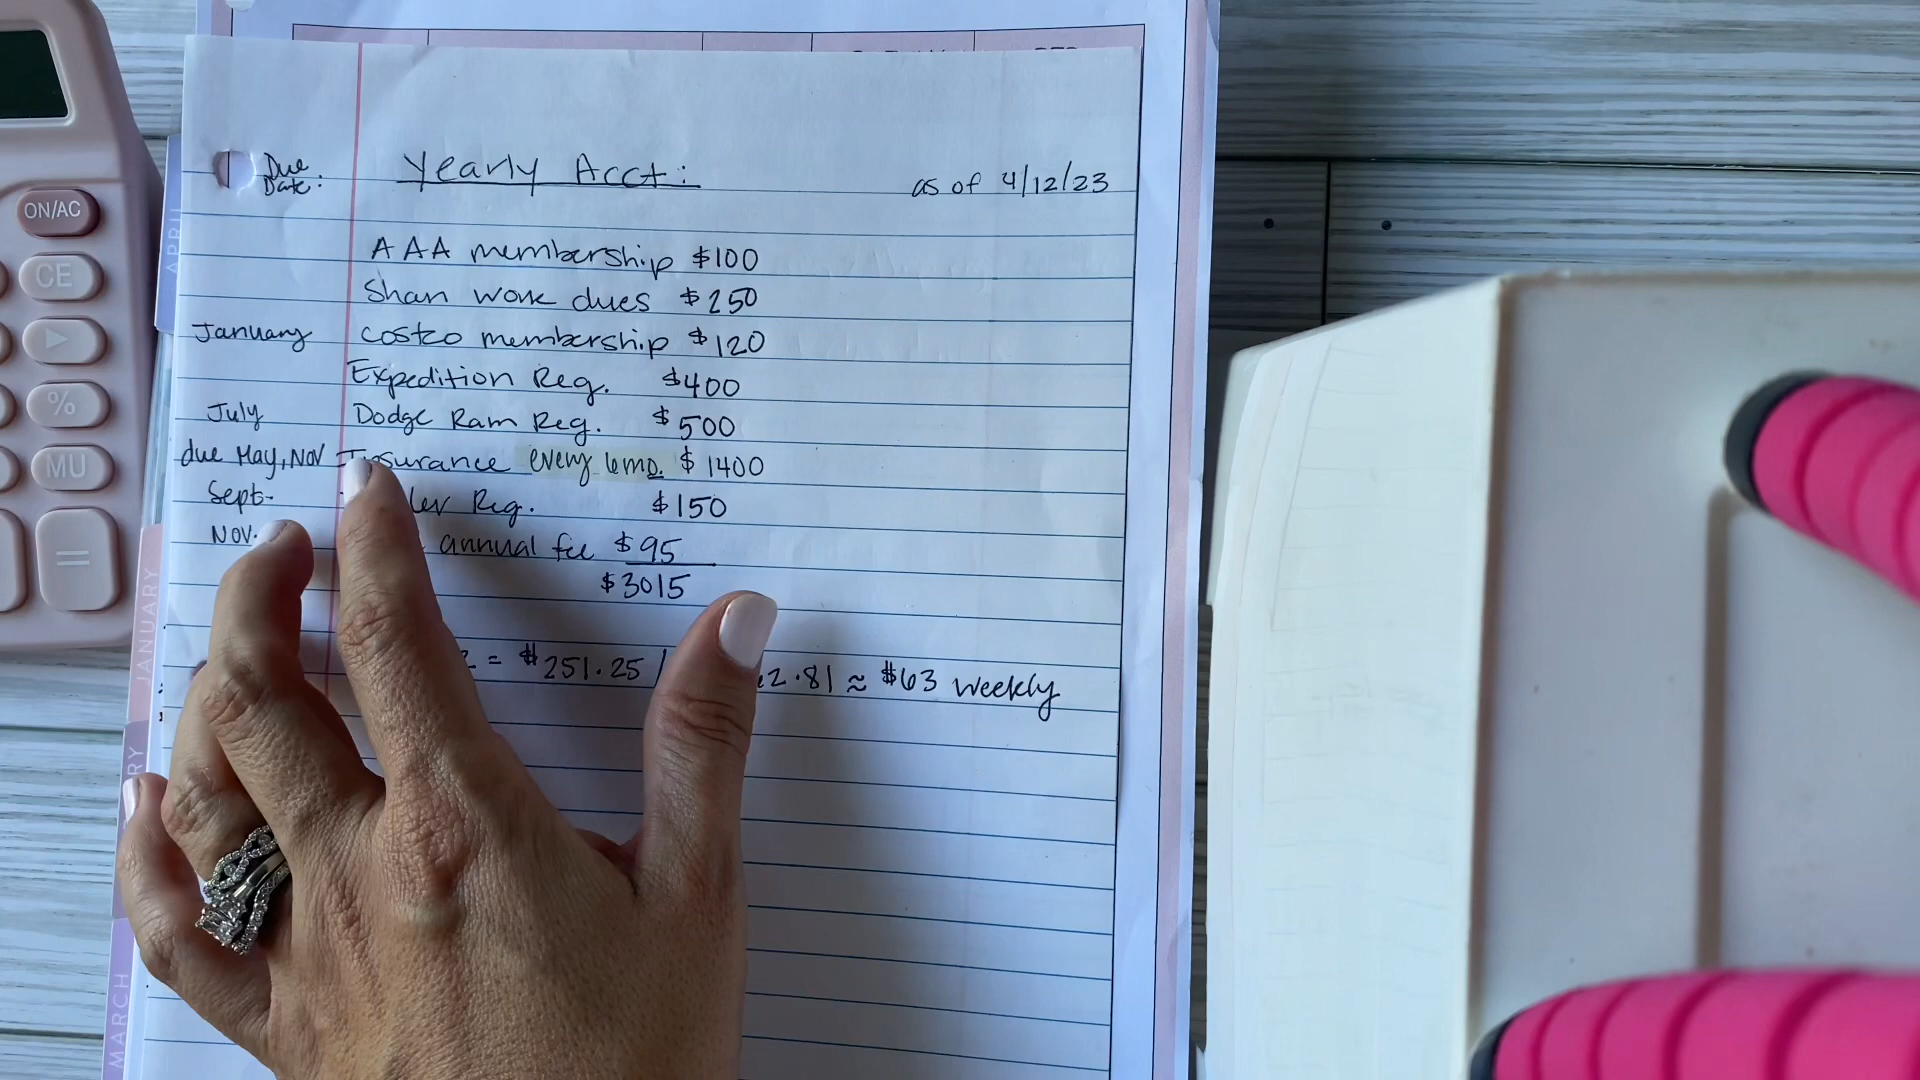 Due
Date:
Yearly Acct:
as of 4/12/23
AAA membership $100
Shan work dues $250
January Costco membership $120
Expedition Reg. $400
July Dodge Ram Reg. $500
due May, Nov Insurance every 6mo. $1400
Sept. Reg. $150
Nov. annual fee $95
$3015
= $251.25 / 2.81 ≈ $63 weekly
ON/AC
CE
%
MU
=
APRIL
JANUARY
MARCH